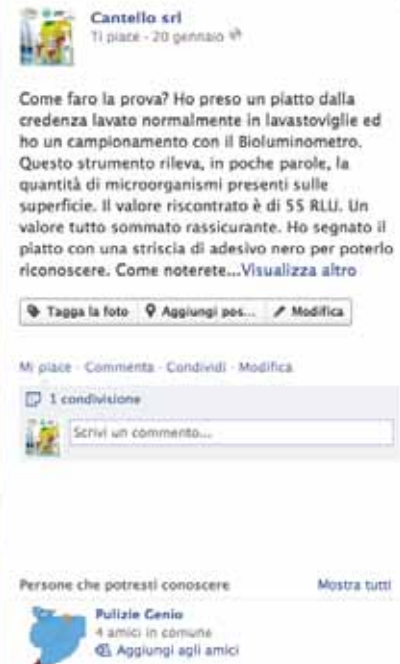 Cantello srl
Ti piace · 20 gennaio
Come faro la prova? Ho preso un piatto dalla
credenza lavato normalmente in lavastoviglie ed
ho un campionamento con il Bioluminometro.
Questo strumento rileva, in poche parole, la
quantità di microorganismi presenti sulle
superficie. Il valore riscontrato è di 55 RLU. Un
valore tutto sommato rassicurante. Ho segnato il
piatto con una striscia di adesivo nero per poterlo
riconoscere. Come noterete...Visualizza altro
Tagga la foto Aggiungi pos... Modifica
Mi piace · Commenta · Condividi · Modifica
1 condivisione
Scrivi un commento...
Persone che potresti conoscere Mostra tutti
Pulizie Genio
4 amici in comune
Aggiungi agli amici